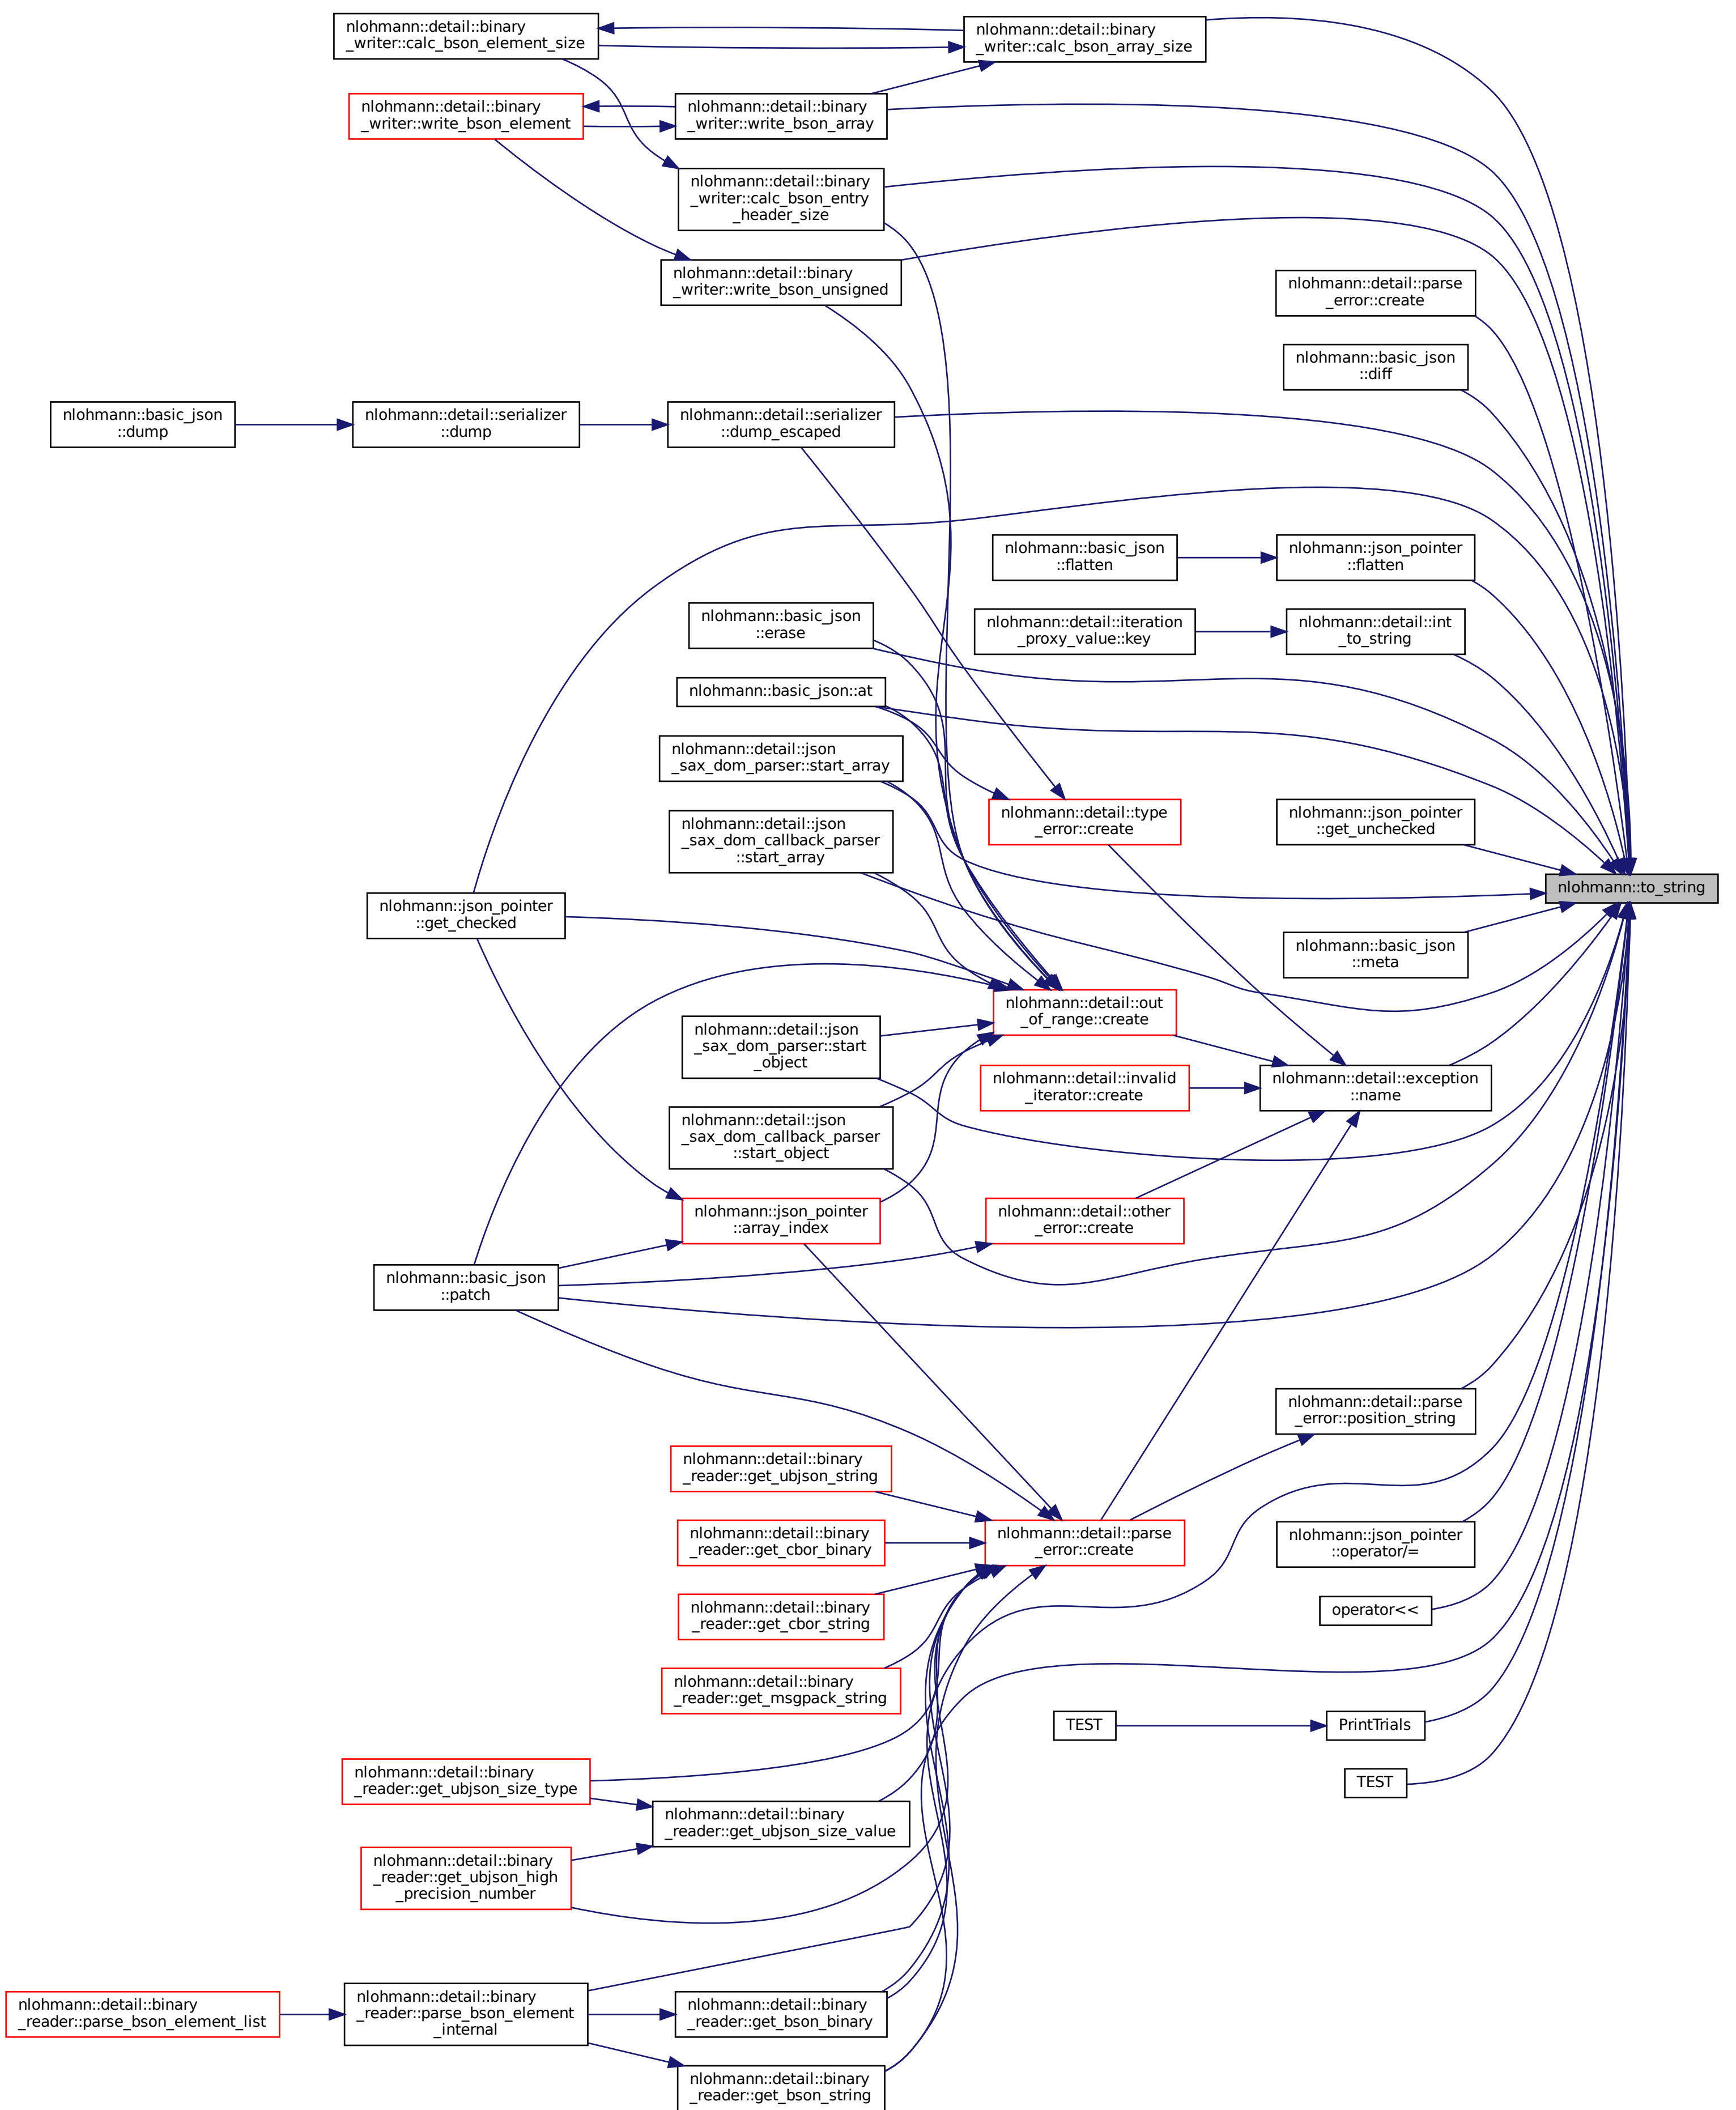 nlohmann::detail::binary
_writer::calc_bson_element_size
nlohmann::detail::binary
_writer::calc_bson_array_size
nlohmann::detail::binary
_writer::write_bson_element
nlohmann::detail::binary
_writer::write_bson_array
nlohmann::detail::binary
_writer::calc_bson_entry
_header_size
nlohmann::detail::binary
_writer::write_bson_unsigned
nlohmann::detail::parse
_error::create
nlohmann::basic_json
::diff
nlohmann::basic_json
::dump
nlohmann::detail::serializer
::dump
nlohmann::detail::serializer
::dump_escaped
nlohmann::basic_json
::flatten
nlohmann::json_pointer
::flatten
nlohmann::basic_json
::erase
nlohmann::detail::iteration
_proxy_value::key
nlohmann::detail::int
_to_string
nlohmann::basic_json::at
nlohmann::detail::json
_sax_dom_parser::start_array
nlohmann::detail::json
_sax_dom_callback_parser
::start_array
nlohmann::detail::type
_error::create
nlohmann::json_pointer
::get_unchecked
nlohmann::to_string
nlohmann::json_pointer
::get_checked
nlohmann::basic_json
::meta
nlohmann::detail::out
_of_range::create
nlohmann::detail::json
_sax_dom_parser::start
_object
nlohmann::detail::invalid
_iterator::create
nlohmann::detail::exception
::name
nlohmann::detail::json
_sax_dom_callback_parser
::start_object
nlohmann::json_pointer
::array_index
nlohmann::detail::other
_error::create
nlohmann::basic_json
::patch
nlohmann::detail::parse
_error::position_string
nlohmann::detail::binary
_reader::get_ubjson_string
nlohmann::detail::binary
_reader::get_cbor_binary
nlohmann::detail::parse
_error::create
nlohmann::json_pointer
::operator/=
nlohmann::detail::binary
_reader::get_cbor_string
operator<<
nlohmann::detail::binary
_reader::get_msgpack_string
TEST
PrintTrials
nlohmann::detail::binary
_reader::get_ubjson_size_type
TEST
nlohmann::detail::binary
_reader::get_ubjson_size_value
nlohmann::detail::binary
_reader::get_ubjson_high
_precision_number
nlohmann::detail::binary
_reader::parse_bson_element_list
nlohmann::detail::binary
_reader::parse_bson_element
_internal
nlohmann::detail::binary
_reader::get_bson_binary
nlohmann::detail::binary
_reader::get_bson_string